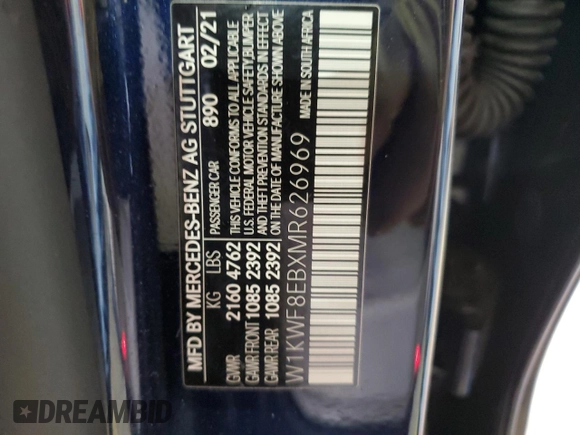 MFD BY MERCEDES-BENZ AG STUTTGART
PASSENGER CAR 890 02/21
KG LBS
GVWR 2160 4762
GAWR FRONT 1085 2392
GAWR REAR 1085 2392
THIS VEHICLE CONFORMS TO ALL APPLICABLE
U.S. FEDERAL MOTOR VEHICLE SAFETY, BUMPER
AND THEFT PREVENTION STANDARDS IN EFFECT
ON THE DATE OF MANUFACTURE SHOWN ABOVE
W1KWF8EBXMR626969
MADE IN SOUTH AFRICA
DREAMBID